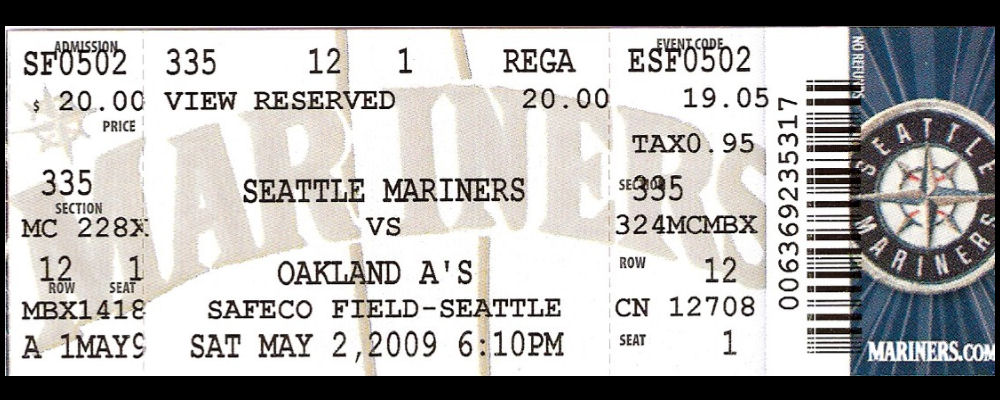 ADMISSION
SF0502 335 12 1 REGA
EVENT CODE
ESF0502
$ 20.00 VIEW RESERVED 20.00 19.05
PRICE
TAX0.95
335 SEATTLE MARINERS SECTION 335
SECTION
MC 228X VS 324MCMBX
12 1 OAKLAND A'S ROW 12
ROW SEAT
MBX1418 SAFECO FIELD-SEATTLE CN 12708
A 1MAY9 SAT MAY 2,2009 6:10PM SEAT 1
MARINERS
006369235317
NO REFUNDS
SEATTLE
MARINERS
MARINERS.COM